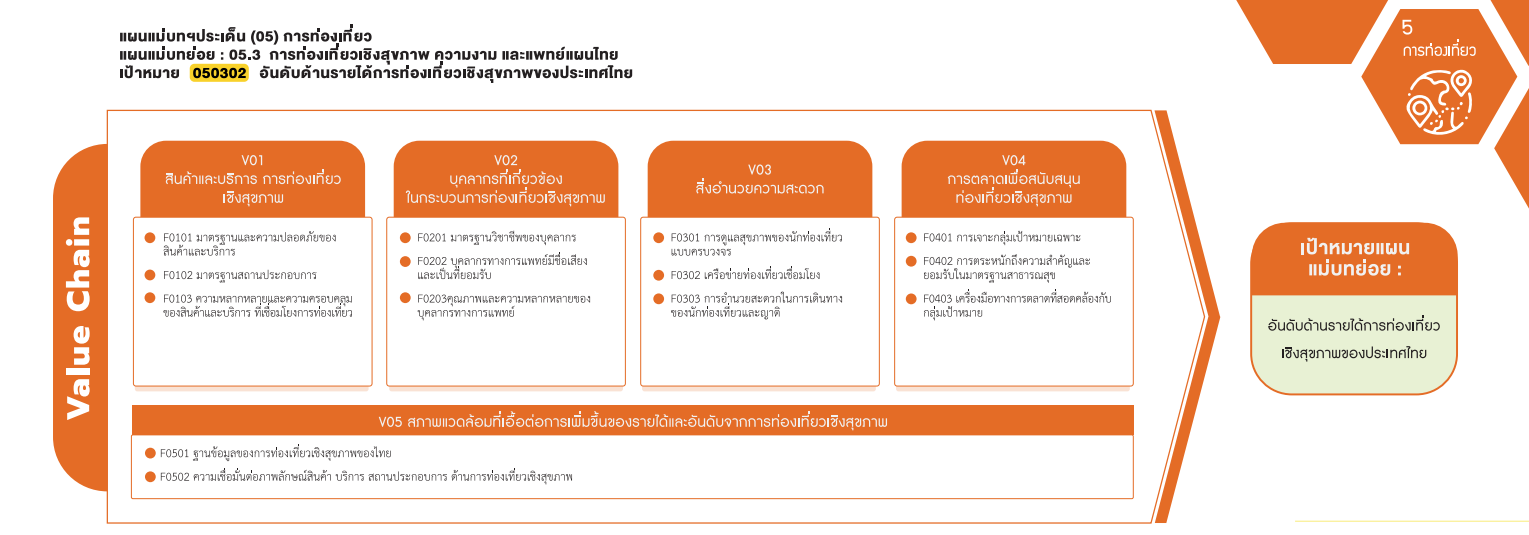 แผนแม่บทฯประเด็น (05) การท่องเที่ยว
แผนแม่บทย่อย : 05.3 การท่องเที่ยวเชิงสุขภาพ ความงาม และแพทย์แผนไทย
เป้าหมาย 050302 อันดับด้านรายได้การท่องเที่ยวเชิงสุขภาพของประเทศไทย
5
การท่องเที่ยว
Value Chain
V01
สินค้าและบริการ การท่องเที่ยว
เชิงสุขภาพ
F0101 มาตรฐานและความปลอดภัยของ
สินค้าและบริการ
F0102 มาตรฐานสถานประกอบการ
F0103 ความหลากหลายและความครอบคลุม
ของสินค้าและบริการ ที่เชื่อมโยงการท่องเที่ยว
V02
บุคลากรที่เกี่ยวข้อง
ในกระบวนการท่องเที่ยวเชิงสุขภาพ
F0201 มาตรฐานวิชาชีพของบุคลากร
F0202 บุคลากรทางการแพทย์มีชื่อเสียง
และเป็นที่ยอมรับ
F0203คุณภาพและความหลากหลายของ
บุคลากรทางการแพทย์
V03
สิ่งอำนวยความสะดวก
F0301 การดูแลสุขภาพของนักท่องเที่ยว
แบบครบวงจร
F0302 เครือข่ายท่องเที่ยวเชื่อมโยง
F0303 การอำนวยสะดวกในการเดินทาง
ของนักท่องเที่ยวและญาติ
V04
การตลาดเพื่อสนับสนุน
ท่องเที่ยวเชิงสุขภาพ
F0401 การเจาะกลุ่มเป้าหมายเฉพาะ
F0402 การตระหนักถึงความสำคัญและ
ยอมรับในมาตรฐานสาธารณสุข
F0403 เครื่องมือทางการตลาดที่สอดคล้องกับ
กลุ่มเป้าหมาย
V05 สภาพแวดล้อมที่เอื้อต่อการเพิ่มขึ้นของรายได้และอันดับจากการท่องเที่ยวเชิงสุขภาพ
F0501 ฐานข้อมูลของการท่องเที่ยวเชิงสุขภาพของไทย
F0502 ความเชื่อมั่นต่อภาพลักษณ์สินค้า บริการ สถานประกอบการ ด้านการท่องเที่ยวเชิงสุขภาพ
เป้าหมายแผน
แม่บทย่อย :
อันดับด้านรายได้การท่องเที่ยว
เชิงสุขภาพของประเทศไทย